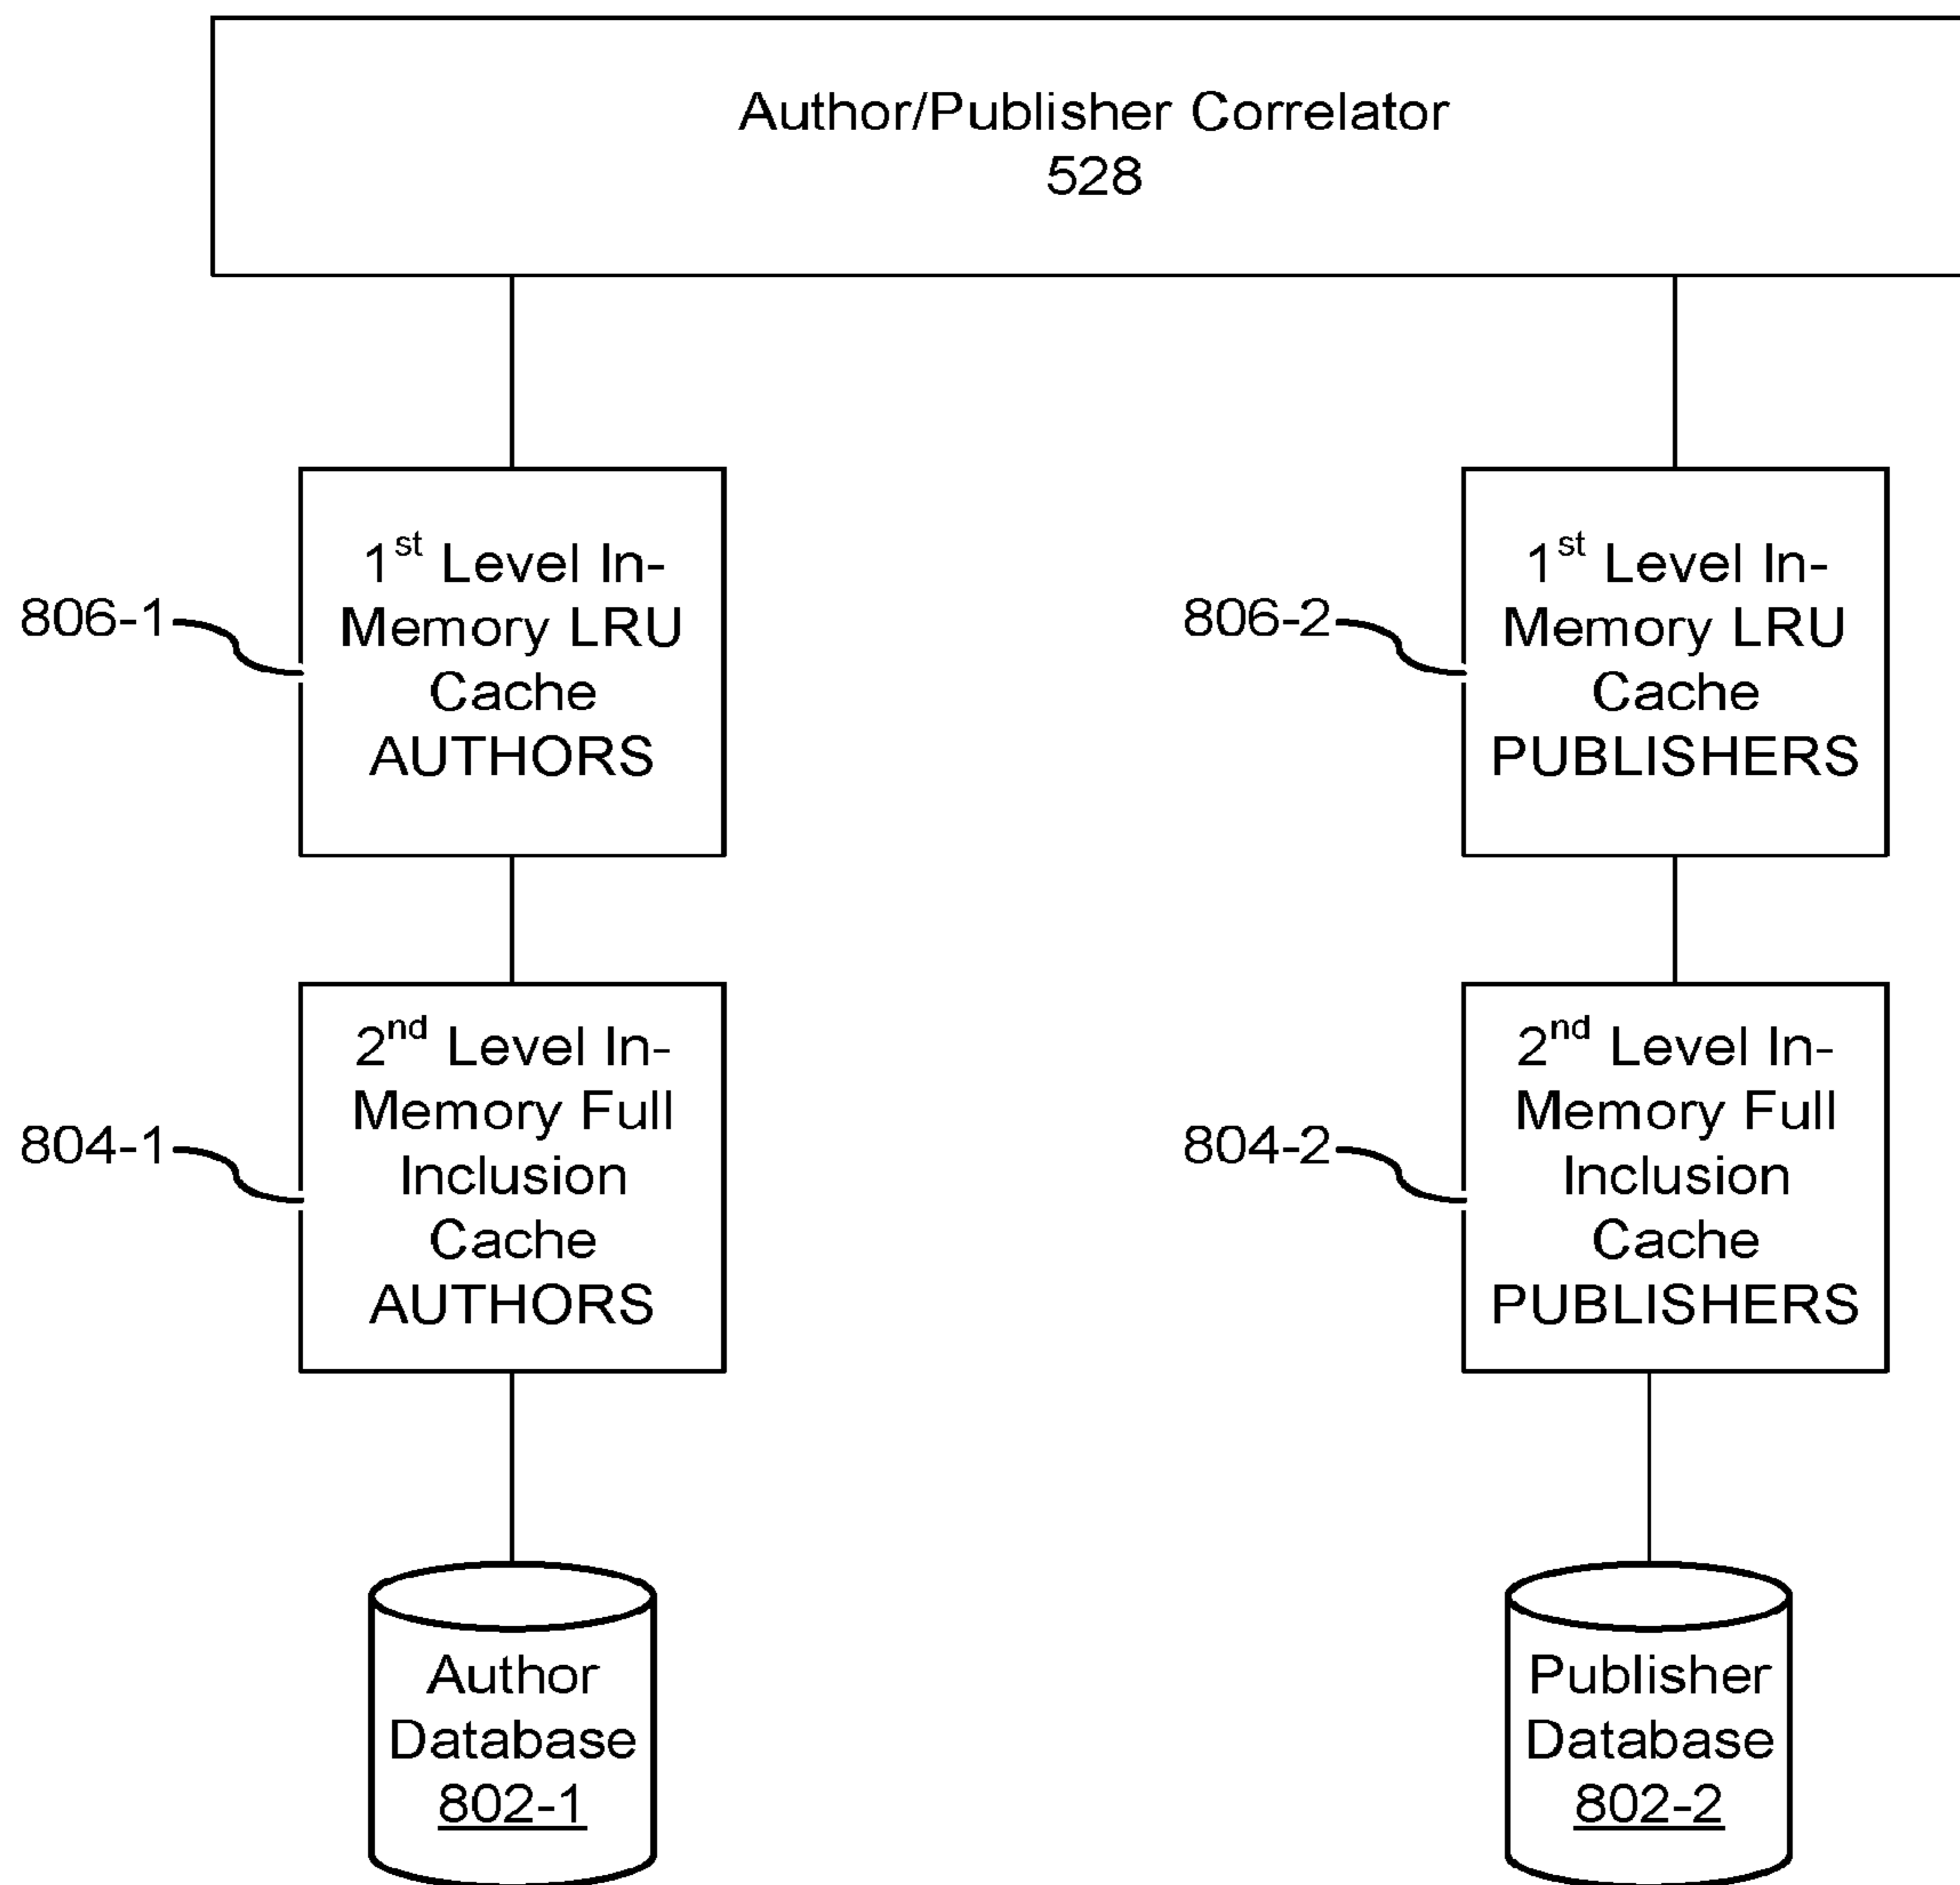 Author/Publisher Correlator
528
806-1
1st Level In-
Memory LRU
Cache
AUTHORS
806-2
1st Level In-
Memory LRU
Cache
PUBLISHERS
804-1
2nd Level In-
Memory Full
Inclusion
Cache
AUTHORS
804-2
2nd Level In-
Memory Full
Inclusion
Cache
PUBLISHERS
Author
Database
802-1
Publisher
Database
802-2